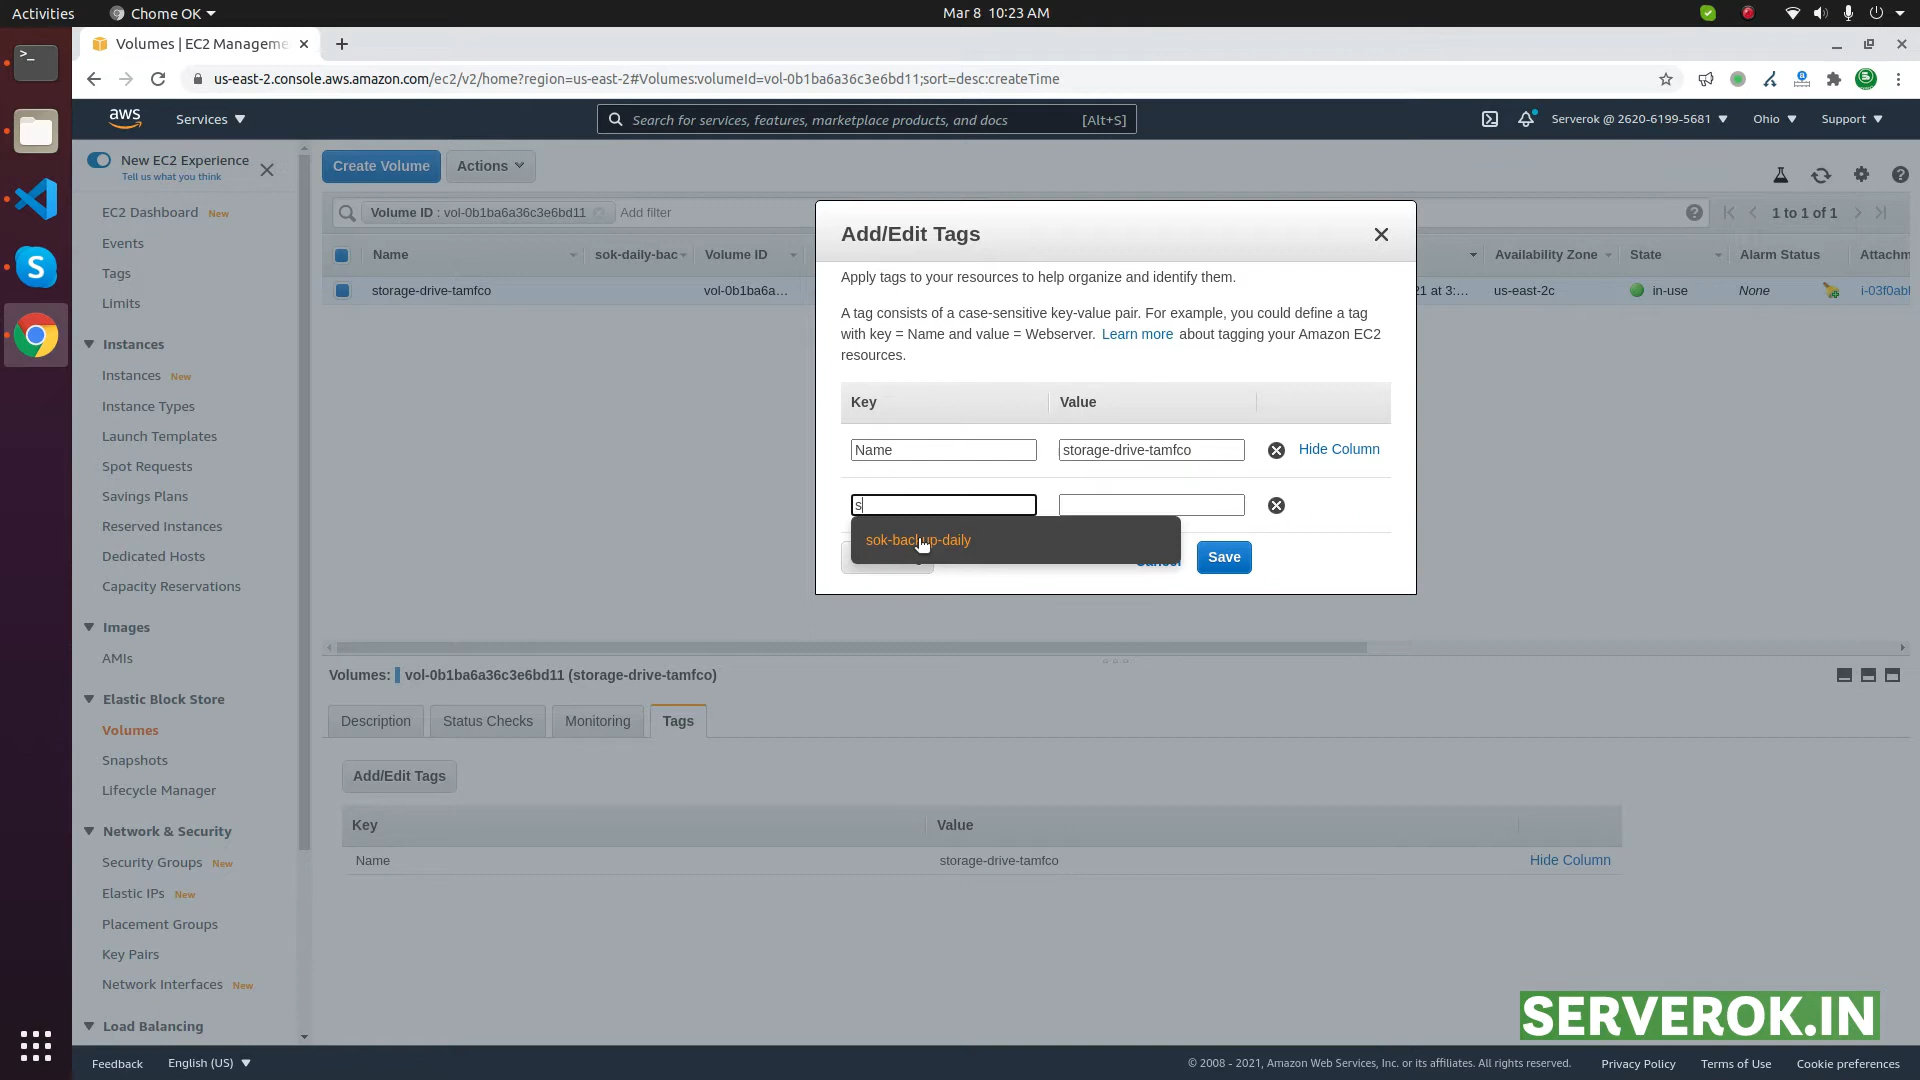 Activities
Chome OK
Mar 8 10:23 AM
Volumes | EC2 Manageme
us-east-2.console.aws.amazon.com/ec2/v2/home?region=us-east-2#Volumes:volumeId=vol-0b1ba6a36c3e6bd11;sort=desc:createTime
aws
Services
Search for services, features, marketplace products, and docs
[Alt+S]
Serverok @ 2620-6199-5681
Ohio
Support
New EC2 Experience
Tell us what you think
EC2 Dashboard New
Events
Tags
Limits
Instances
Instances New
Instance Types
Launch Templates
Spot Requests
Savings Plans
Reserved Instances
Dedicated Hosts
Capacity Reservations
Images
AMIs
Elastic Block Store
Volumes
Snapshots
Lifecycle Manager
Network & Security
Security Groups New
Elastic IPs New
Placement Groups
Key Pairs
Network Interfaces New
Load Balancing
Create Volume
Actions
Volume ID : vol-0b1ba6a36c3e6bd11
Add filter
1 to 1 of 1
Name
sok-daily-bac
Volume ID
Availability Zone
State
Alarm Status
Attachm
storage-drive-tamfco
vol-0b1ba6a...
21 at 3:...
us-east-2c
in-use
None
i-03f0abl
Add/Edit Tags
Apply tags to your resources to help organize and identify them.
A tag consists of a case-sensitive key-value pair. For example, you could define a tag
with key = Name and value = Webserver. Learn more about tagging your Amazon EC2
resources.
Key
Value
Name
storage-drive-tamfco
Hide Column
s
sok-backup-daily
Cancel
Save
Volumes: vol-0b1ba6a36c3e6bd11 (storage-drive-tamfco)
Description
Status Checks
Monitoring
Tags
Add/Edit Tags
Key
Value
Name
storage-drive-tamfco
Hide Column
SERVEROK.IN
Feedback
English (US)
© 2008 - 2021, Amazon Web Services, Inc. or its affiliates. All rights reserved.
Privacy Policy
Terms of Use
Cookie preferences